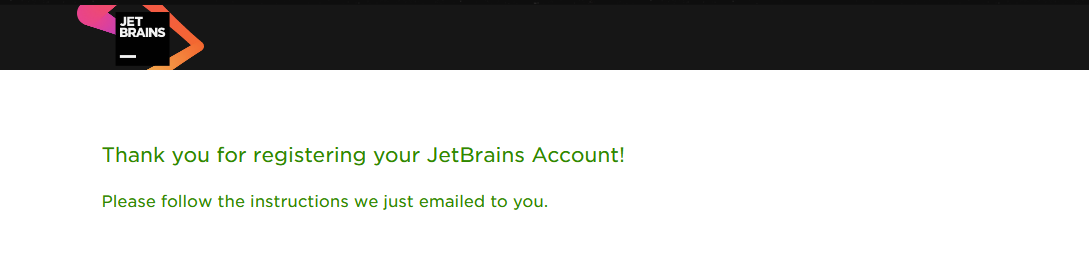 JET
BRAINS
Thank you for registering your JetBrains Account!
Please follow the instructions we just emailed to you.